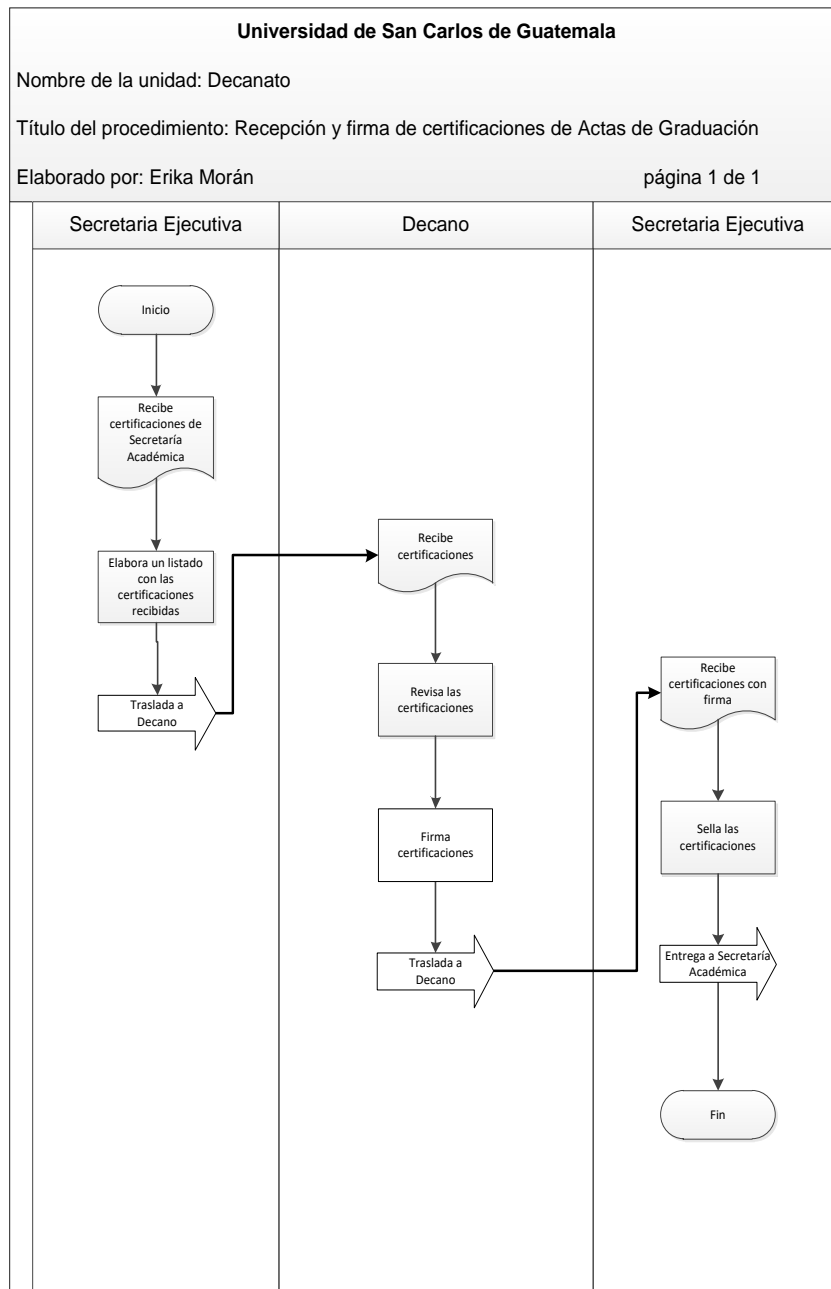 Universidad de San Carlos de Guatemala
Nombre de la unidad: Decanato
Título del procedimiento: Recepción y firma de certificaciones de Actas de Graduación
Elaborado por: Erika Morán página 1 de 1
Secretaria Ejecutiva
Decano
Secretaria Ejecutiva
Inicio
Recibe
certificaciones de
Secretaría
Académica
Elabora un listado
con las
certificaciones
recibidas
Traslada a
Decano
Recibe
certificaciones
Revisa las
certificaciones
Firma
certificaciones
Traslada a
Decano
Recibe
certificaciones con
firma
Sella las
certificaciones
Entrega a Secretaría
Académica
Fin